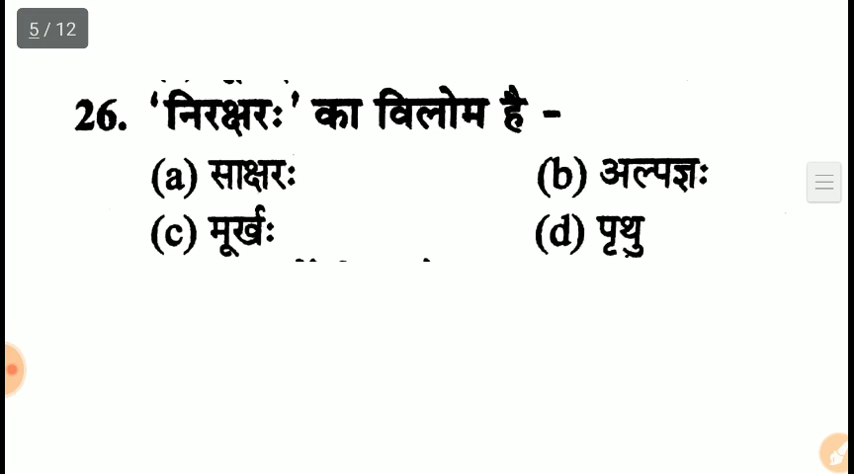 5 / 12
26. 'निरक्षरः' का विलोम है -
(a) साक्षरः (b) अल्पज्ञः
(c) मूर्खः (d) पृथु